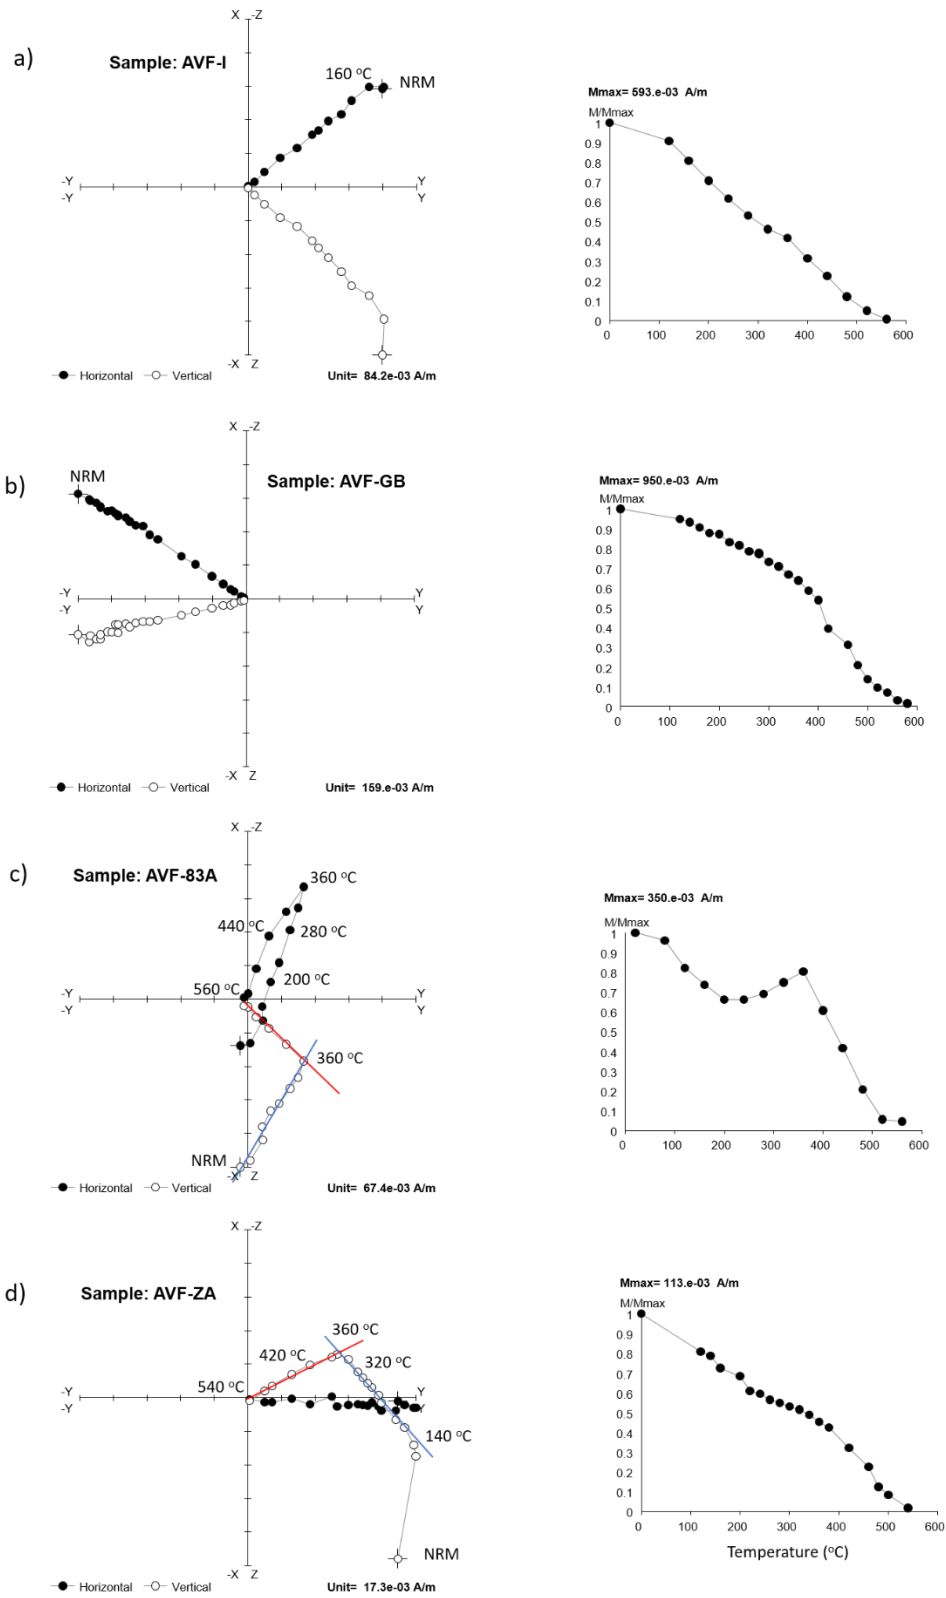 a)
Sample: AVF-I
X -Z
160 °C
NRM
-Y Y
-Y Y
-X Z
Horizontal Vertical Unit= 84.2e-03 A/m
Mmax= 593.e-03 A/m
M/Mmax
1
0.9
0.8
0.7
0.6
0.5
0.4
0.3
0.2
0.1
0
0 100 200 300 400 500 600
b)
Sample: AVF-GB
X -Z
NRM
-Y Y
-Y Y
-X Z
Horizontal Vertical Unit= 159.e-03 A/m
Mmax= 950.e-03 A/m
M/Mmax
1
0.9
0.8
0.7
0.6
0.5
0.4
0.3
0.2
0.1
0
0 100 200 300 400 500 600
c)
Sample: AVF-83A
X -Z
360 °C
440 °C
280 °C
200 °C
560 °C
-Y Y
-Y Y
360 °C
NRM
-X Z
Horizontal Vertical Unit= 67.4e-03 A/m
Mmax= 350.e-03 A/m
M/Mmax
1
0.9
0.8
0.7
0.6
0.5
0.4
0.3
0.2
0.1
0
0 100 200 300 400 500 600
d)
Sample: AVF-ZA
X -Z
360 °C
420 °C
320 °C
540 °C
-Y Y
-Y Y
140 °C
NRM
-X Z
Horizontal Vertical Unit= 17.3e-03 A/m
Mmax= 113.e-03 A/m
M/Mmax
1
0.9
0.8
0.7
0.6
0.5
0.4
0.3
0.2
0.1
0
0 100 200 300 400 500 600
Temperature (°C)